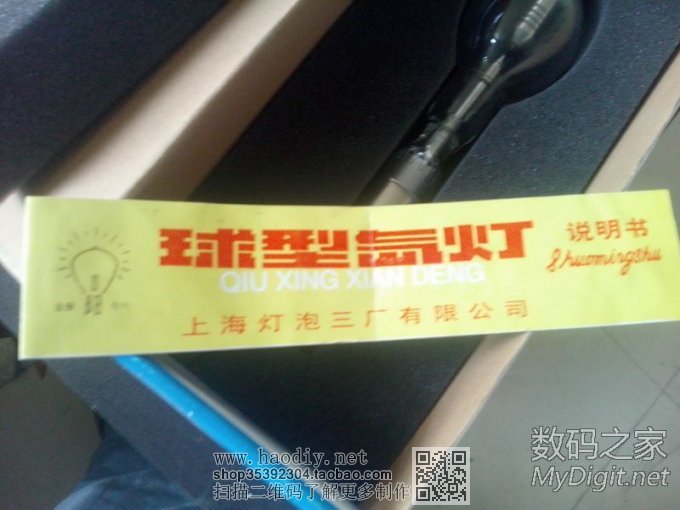 球型氙灯
QIU XING XIAN DENG
说明书
Shuomingshu
上海灯泡三厂有限公司
www.haodiy.net
shop35392304.taobao.com
扫描二维码了解更多制作
数码之家
MyDigit.net